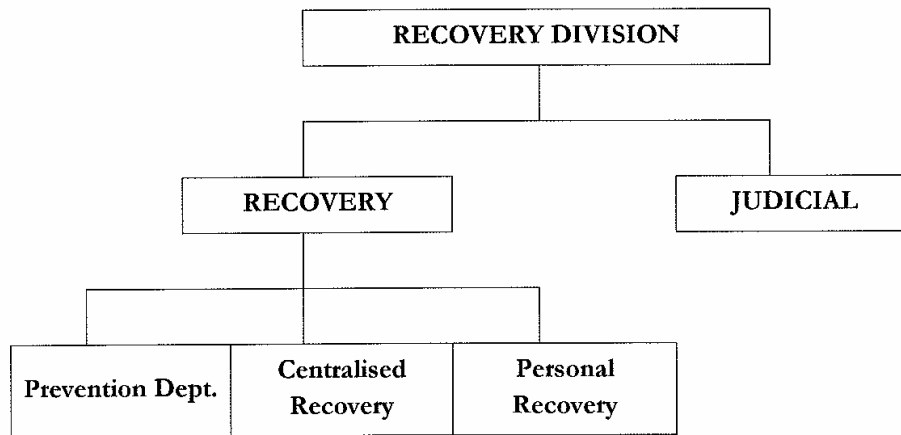 RECOVERY DIVISION
RECOVERY
JUDICIAL
Prevention Dept.
Centralised
Recovery
Personal
Recovery